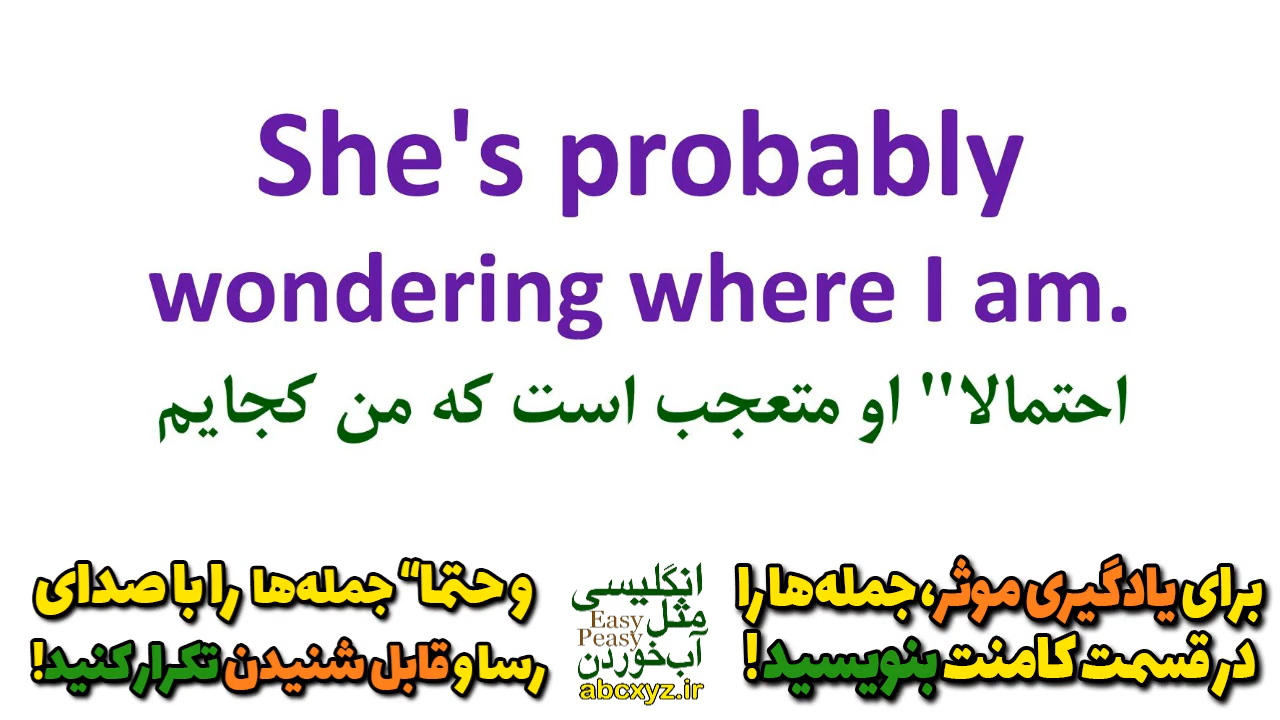 She's probably
wondering where I am.
احتمالا" او متعجب است که من کجایم
برای یادگیری موثر، جمله‌ها را
در قسمت کامنت بنویسید!
انگلیسی
مثل
Easy
Peasy
آب خوردن
abcxyz.ir
و حتما“ جمله‌ها را با صدای
رسا و قابل شنیدن تکرار کنید!